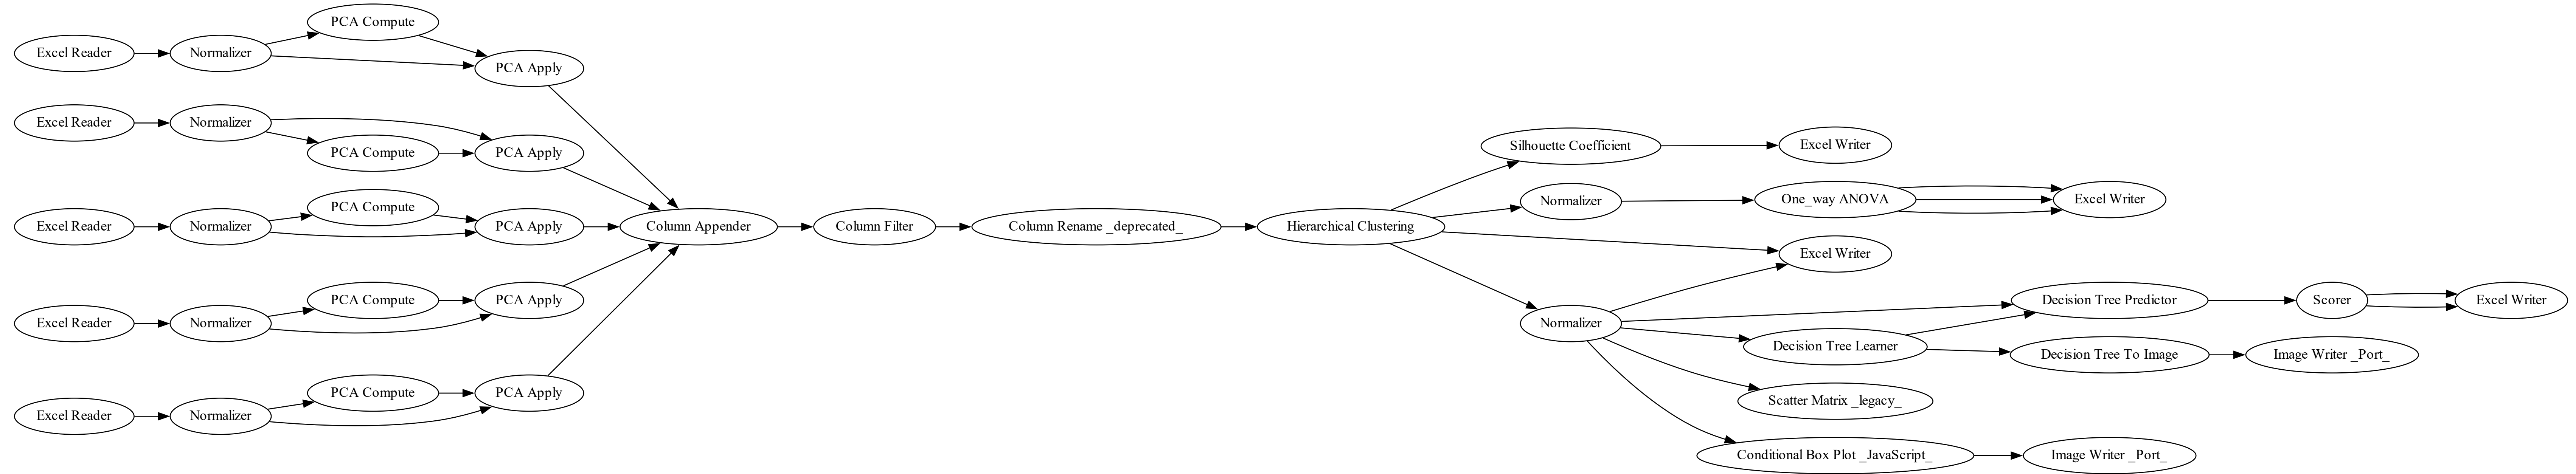 PCA Compute
Excel Reader
Normalizer
PCA Apply
Excel Reader
Normalizer
PCA Compute
PCA Apply
PCA Compute
Excel Reader
Normalizer
PCA Apply
PCA Compute
PCA Apply
Excel Reader
Normalizer
PCA Compute
PCA Apply
Excel Reader
Normalizer
Column Appender
Column Filter
Column Rename _deprecated_
Hierarchical Clustering
Silhouette Coefficient
Excel Writer
Normalizer
One_way ANOVA
Excel Writer
Excel Writer
Normalizer
Decision Tree Predictor
Scorer
Excel Writer
Decision Tree Learner
Decision Tree To Image
Image Writer _Port_
Scatter Matrix _legacy_
Conditional Box Plot _JavaScript_
Image Writer _Port_